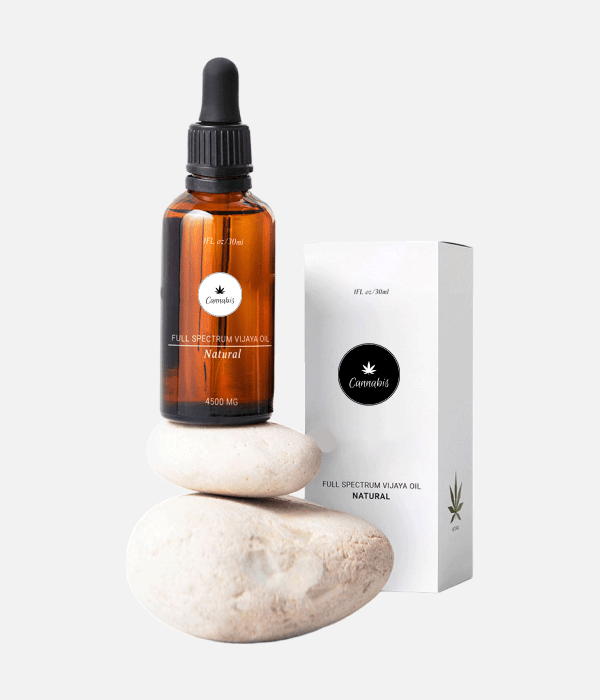 1FL oz/30ml
Cannabis
FULL SPECTRUM VIJAYA OIL
Natural
4500 MG
1FL oz/30ml
Cannabis
FULL SPECTRUM VIJAYA OIL
NATURAL